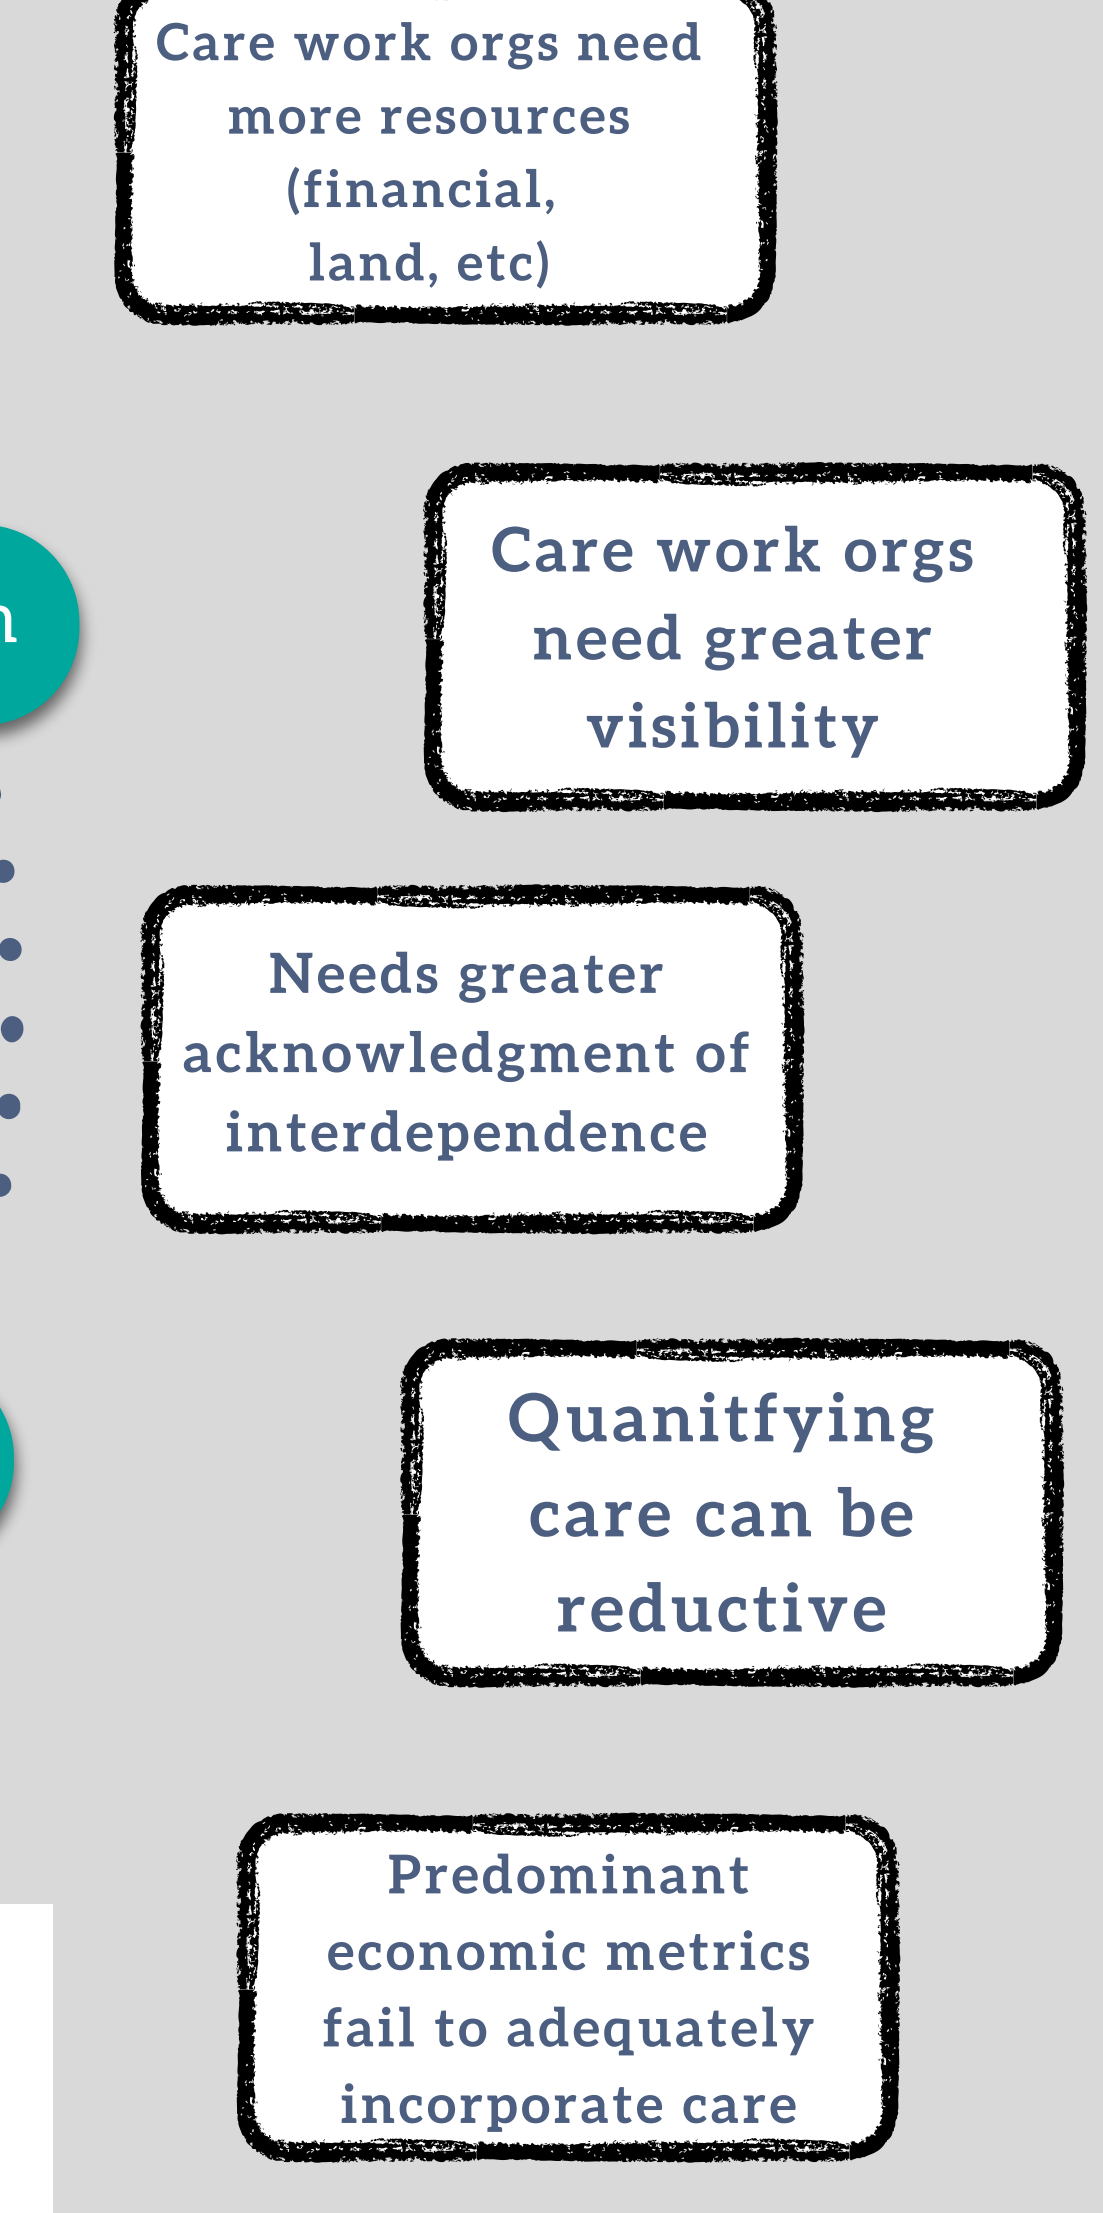 Care work orgs need
more resources
(financial,
land, etc)
Care work orgs
need greater
visibility
Needs greater
acknowledgment of
interdependence
Quanitfying
care can be
reductive
Predominant
economic metrics
fail to adequately
incorporate care